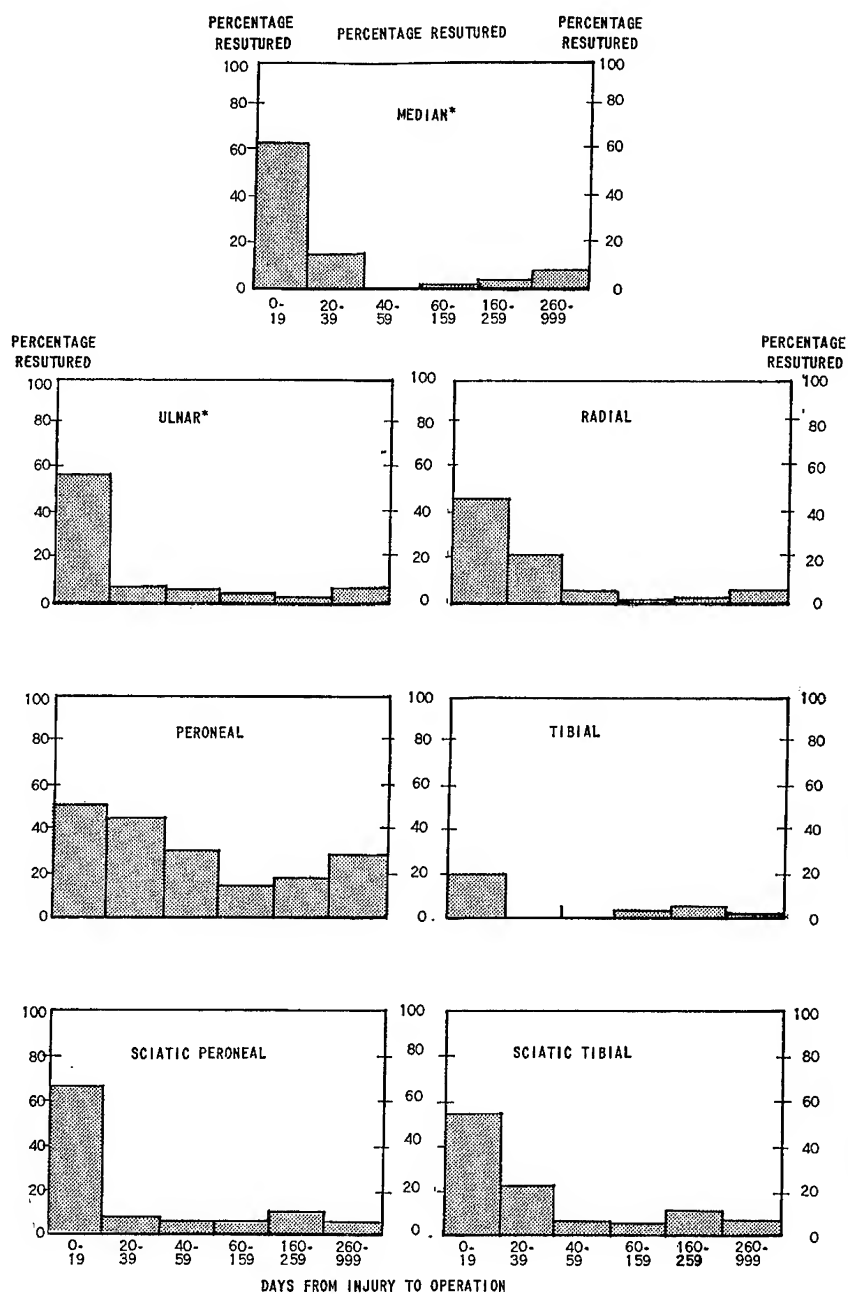 PERCENTAGE RESUTURED PERCENTAGE RESUTURED PERCENTAGE RESUTURED
MEDIAN*
100 100
80 80
60 60
40 40
20 20
0 0
0-19 20-39 40-59 60-159 160-259 260-999
PERCENTAGE RESUTURED PERCENTAGE RESUTURED
ULNAR* RADIAL
100 100 100
80 80 80
60 60 60
40 40 40
20 20 20
0 0 0
PERONEAL TIBIAL
100 100 100
80 80 80
60 60 60
40 40 40
20 20 20
0 0 0
SCIATIC PERONEAL SCIATIC TIBIAL
100 100 100
80 80 80
60 60 60
40 40 40
20 20 20
0 0 0
0-19 20-39 40-59 60-159 160-259 260-999 0-19 20-39 40-59 60-159 160-259 260-999
DAYS FROM INJURY TO OPERATION